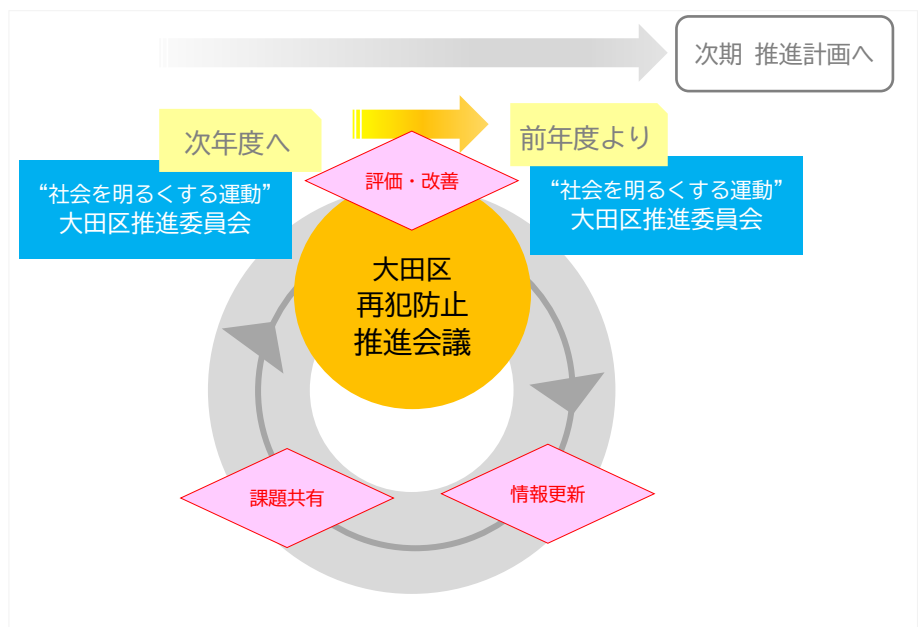 次期 推進計画へ
次年度へ
前年度より
“社会を明るくする運動”
大田区推進委員会
評価・改善
“社会を明るくする運動”
大田区推進委員会
大田区
再犯防止
推進会議
課題共有
情報更新